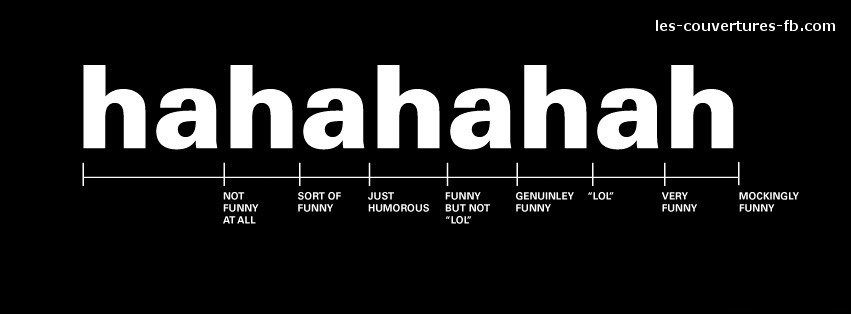 les-couvertures-fb.com
hahahahah
NOT
FUNNY
AT ALL
SORT OF
FUNNY
JUST
HUMOROUS
FUNNY
BUT NOT
“LOL”
GENUINLEY
FUNNY
“LOL”
VERY
FUNNY
MOCKINGLY
FUNNY